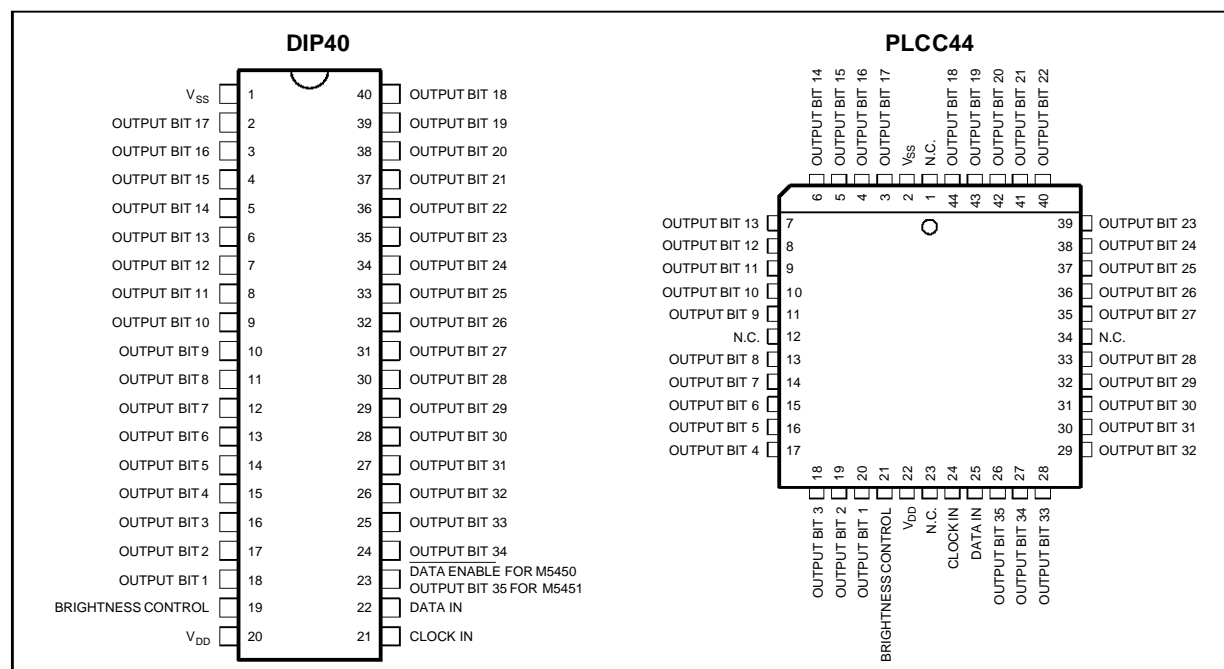 DIP40
VSS 1 40 OUTPUT BIT 18
OUTPUT BIT 17 2 39 OUTPUT BIT 19
OUTPUT BIT 16 3 38 OUTPUT BIT 20
OUTPUT BIT 15 4 37 OUTPUT BIT 21
OUTPUT BIT 14 5 36 OUTPUT BIT 22
OUTPUT BIT 13 6 35 OUTPUT BIT 23
OUTPUT BIT 12 7 34 OUTPUT BIT 24
OUTPUT BIT 11 8 33 OUTPUT BIT 25
OUTPUT BIT 10 9 32 OUTPUT BIT 26
OUTPUT BIT 9 10 31 OUTPUT BIT 27
OUTPUT BIT 8 11 30 OUTPUT BIT 28
OUTPUT BIT 7 12 29 OUTPUT BIT 29
OUTPUT BIT 6 13 28 OUTPUT BIT 30
OUTPUT BIT 5 14 27 OUTPUT BIT 31
OUTPUT BIT 4 15 26 OUTPUT BIT 32
OUTPUT BIT 3 16 25 OUTPUT BIT 33
OUTPUT BIT 2 17 24 OUTPUT BIT 34
OUTPUT BIT 1 18 23 DATA ENABLE FOR M5450
OUTPUT BIT 35 FOR M5451
BRIGHTNESS CONTROL 19 22 DATA IN
VDD 20 21 CLOCK IN
PLCC44
OUTPUT BIT 14
OUTPUT BIT 15
OUTPUT BIT 16
OUTPUT BIT 17
VSS
N.C.
OUTPUT BIT 18
OUTPUT BIT 19
OUTPUT BIT 20
OUTPUT BIT 21
OUTPUT BIT 22
6 5 4 3 2 1 44 43 42 41 40
OUTPUT BIT 13 7 39 OUTPUT BIT 23
OUTPUT BIT 12 8 38 OUTPUT BIT 24
OUTPUT BIT 11 9 37 OUTPUT BIT 25
OUTPUT BIT 10 10 36 OUTPUT BIT 26
OUTPUT BIT 9 11 35 OUTPUT BIT 27
N.C. 12 34 N.C.
OUTPUT BIT 8 13 33 OUTPUT BIT 28
OUTPUT BIT 7 14 32 OUTPUT BIT 29
OUTPUT BIT 6 15 31 OUTPUT BIT 30
OUTPUT BIT 5 16 30 OUTPUT BIT 31
OUTPUT BIT 4 17 29 OUTPUT BIT 32
18 19 20 21 22 23 24 25 26 27 28
OUTPUT BIT 3
OUTPUT BIT 2
OUTPUT BIT 1
BRIGHTNESS CONTROL
VDD
N.C.
CLOCK IN
DATA IN
OUTPUT BIT 35
OUTPUT BIT 34
OUTPUT BIT 33